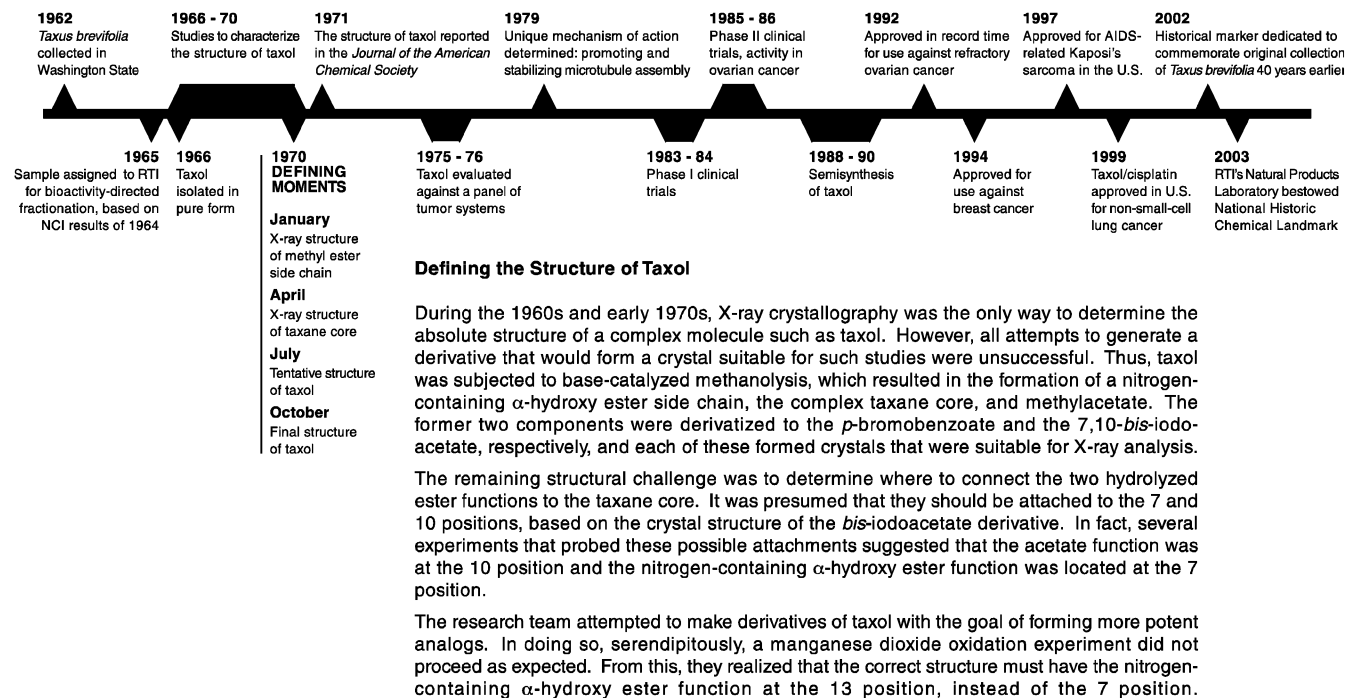 1962
Taxus brevifolia
collected in
Washington State
1966 - 70
Studies to characterize
the structure of taxol
1971
The structure of taxol reported
in the Journal of the American
Chemical Society
1979
Unique mechanism of action
determined: promoting and
stabilizing microtubule assembly
1985 - 86
Phase II clinical
trials, activity in
ovarian cancer
1992
Approved in record time
for use against refractory
ovarian cancer
1997
Approved for AIDS-
related Kaposi's
sarcoma in the U.S.
2002
Historical marker dedicated to
commemorate original collection
of Taxus brevifolia 40 years earlier
1965
Sample assigned to RTI
for bioactivity-directed
fractionation, based on
NCI results of 1964
1966
Taxol
isolated in
pure form
1970
DEFINING
MOMENTS
January
X-ray structure
of methyl ester
side chain
April
X-ray structure
of taxane core
July
Tentative structure
of taxol
October
Final structure
of taxol
1975 - 76
Taxol evaluated
against a panel of
tumor systems
1983 - 84
Phase I clinical
trials
1988 - 90
Semisynthesis
of taxol
1994
Approved for
use against
breast cancer
1999
Taxol/cisplatin
approved in U.S.
for non-small-cell
lung cancer
2003
RTI's Natural Products
Laboratory bestowed
National Historic
Chemical Landmark
Defining the Structure of Taxol
During the 1960s and early 1970s, X-ray crystallography was the only way to determine the
absolute structure of a complex molecule such as taxol. However, all attempts to generate a
derivative that would form a crystal suitable for such studies were unsuccessful. Thus, taxol
was subjected to base-catalyzed methanolysis, which resulted in the formation of a nitrogen-
containing α-hydroxy ester side chain, the complex taxane core, and methylacetate. The
former two components were derivatized to the p-bromobenzoate and the 7,10-bis-iodo-
acetate, respectively, and each of these formed crystals that were suitable for X-ray analysis.
The remaining structural challenge was to determine where to connect the two hydrolyzed
ester functions to the taxane core. It was presumed that they should be attached to the 7 and
10 positions, based on the crystal structure of the bis-iodoacetate derivative. In fact, several
experiments that probed these possible attachments suggested that the acetate function was
at the 10 position and the nitrogen-containing α-hydroxy ester function was located at the 7
position.
The research team attempted to make derivatives of taxol with the goal of forming more potent
analogs. In doing so, serendipitously, a manganese dioxide oxidation experiment did not
proceed as expected. From this, they realized that the correct structure must have the nitrogen-
containing α-hydroxy ester function at the 13 position, instead of the 7 position.